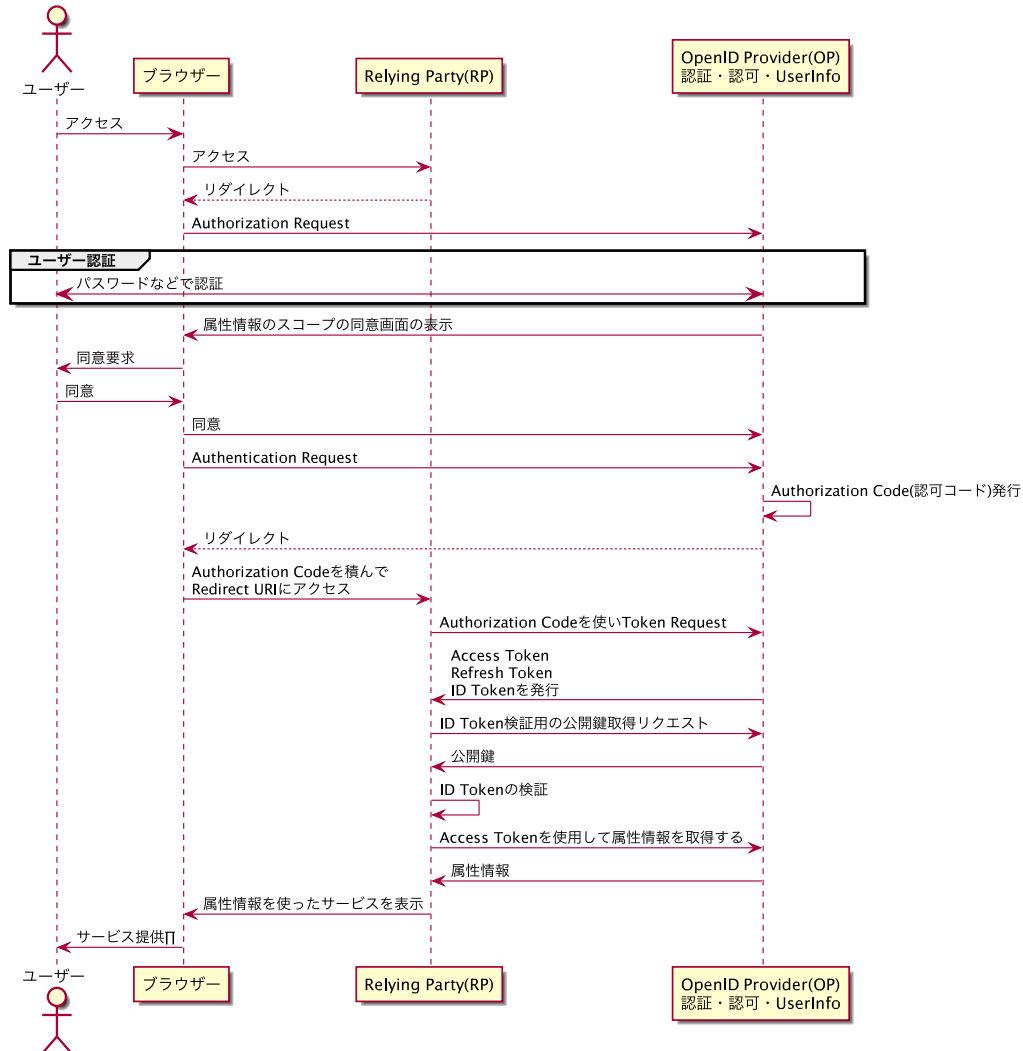 ユーザー
ブラウザー
Relying Party(RP)
OpenID Provider(OP)
認証・認可・UserInfo
アクセス
アクセス
リダイレクト
Authorization Request
ユーザー認証
パスワードなどで認証
属性情報のスコープの同意画面の表示
同意要求
同意
同意
Authentication Request
Authorization Code(認可コード)発行
リダイレクト
Authorization Codeを積んで
Redirect URIにアクセス
Authorization Codeを使いToken Request
Access Token
Refresh Token
ID Tokenを発行
ID Token検証用の公開鍵取得リクエスト
公開鍵
ID Tokenの検証
Access Tokenを使用して属性情報を取得する
属性情報
属性情報を使ったサービスを表示
サービス提供∏
ユーザー
ブラウザー
Relying Party(RP)
OpenID Provider(OP)
認証・認可・UserInfo